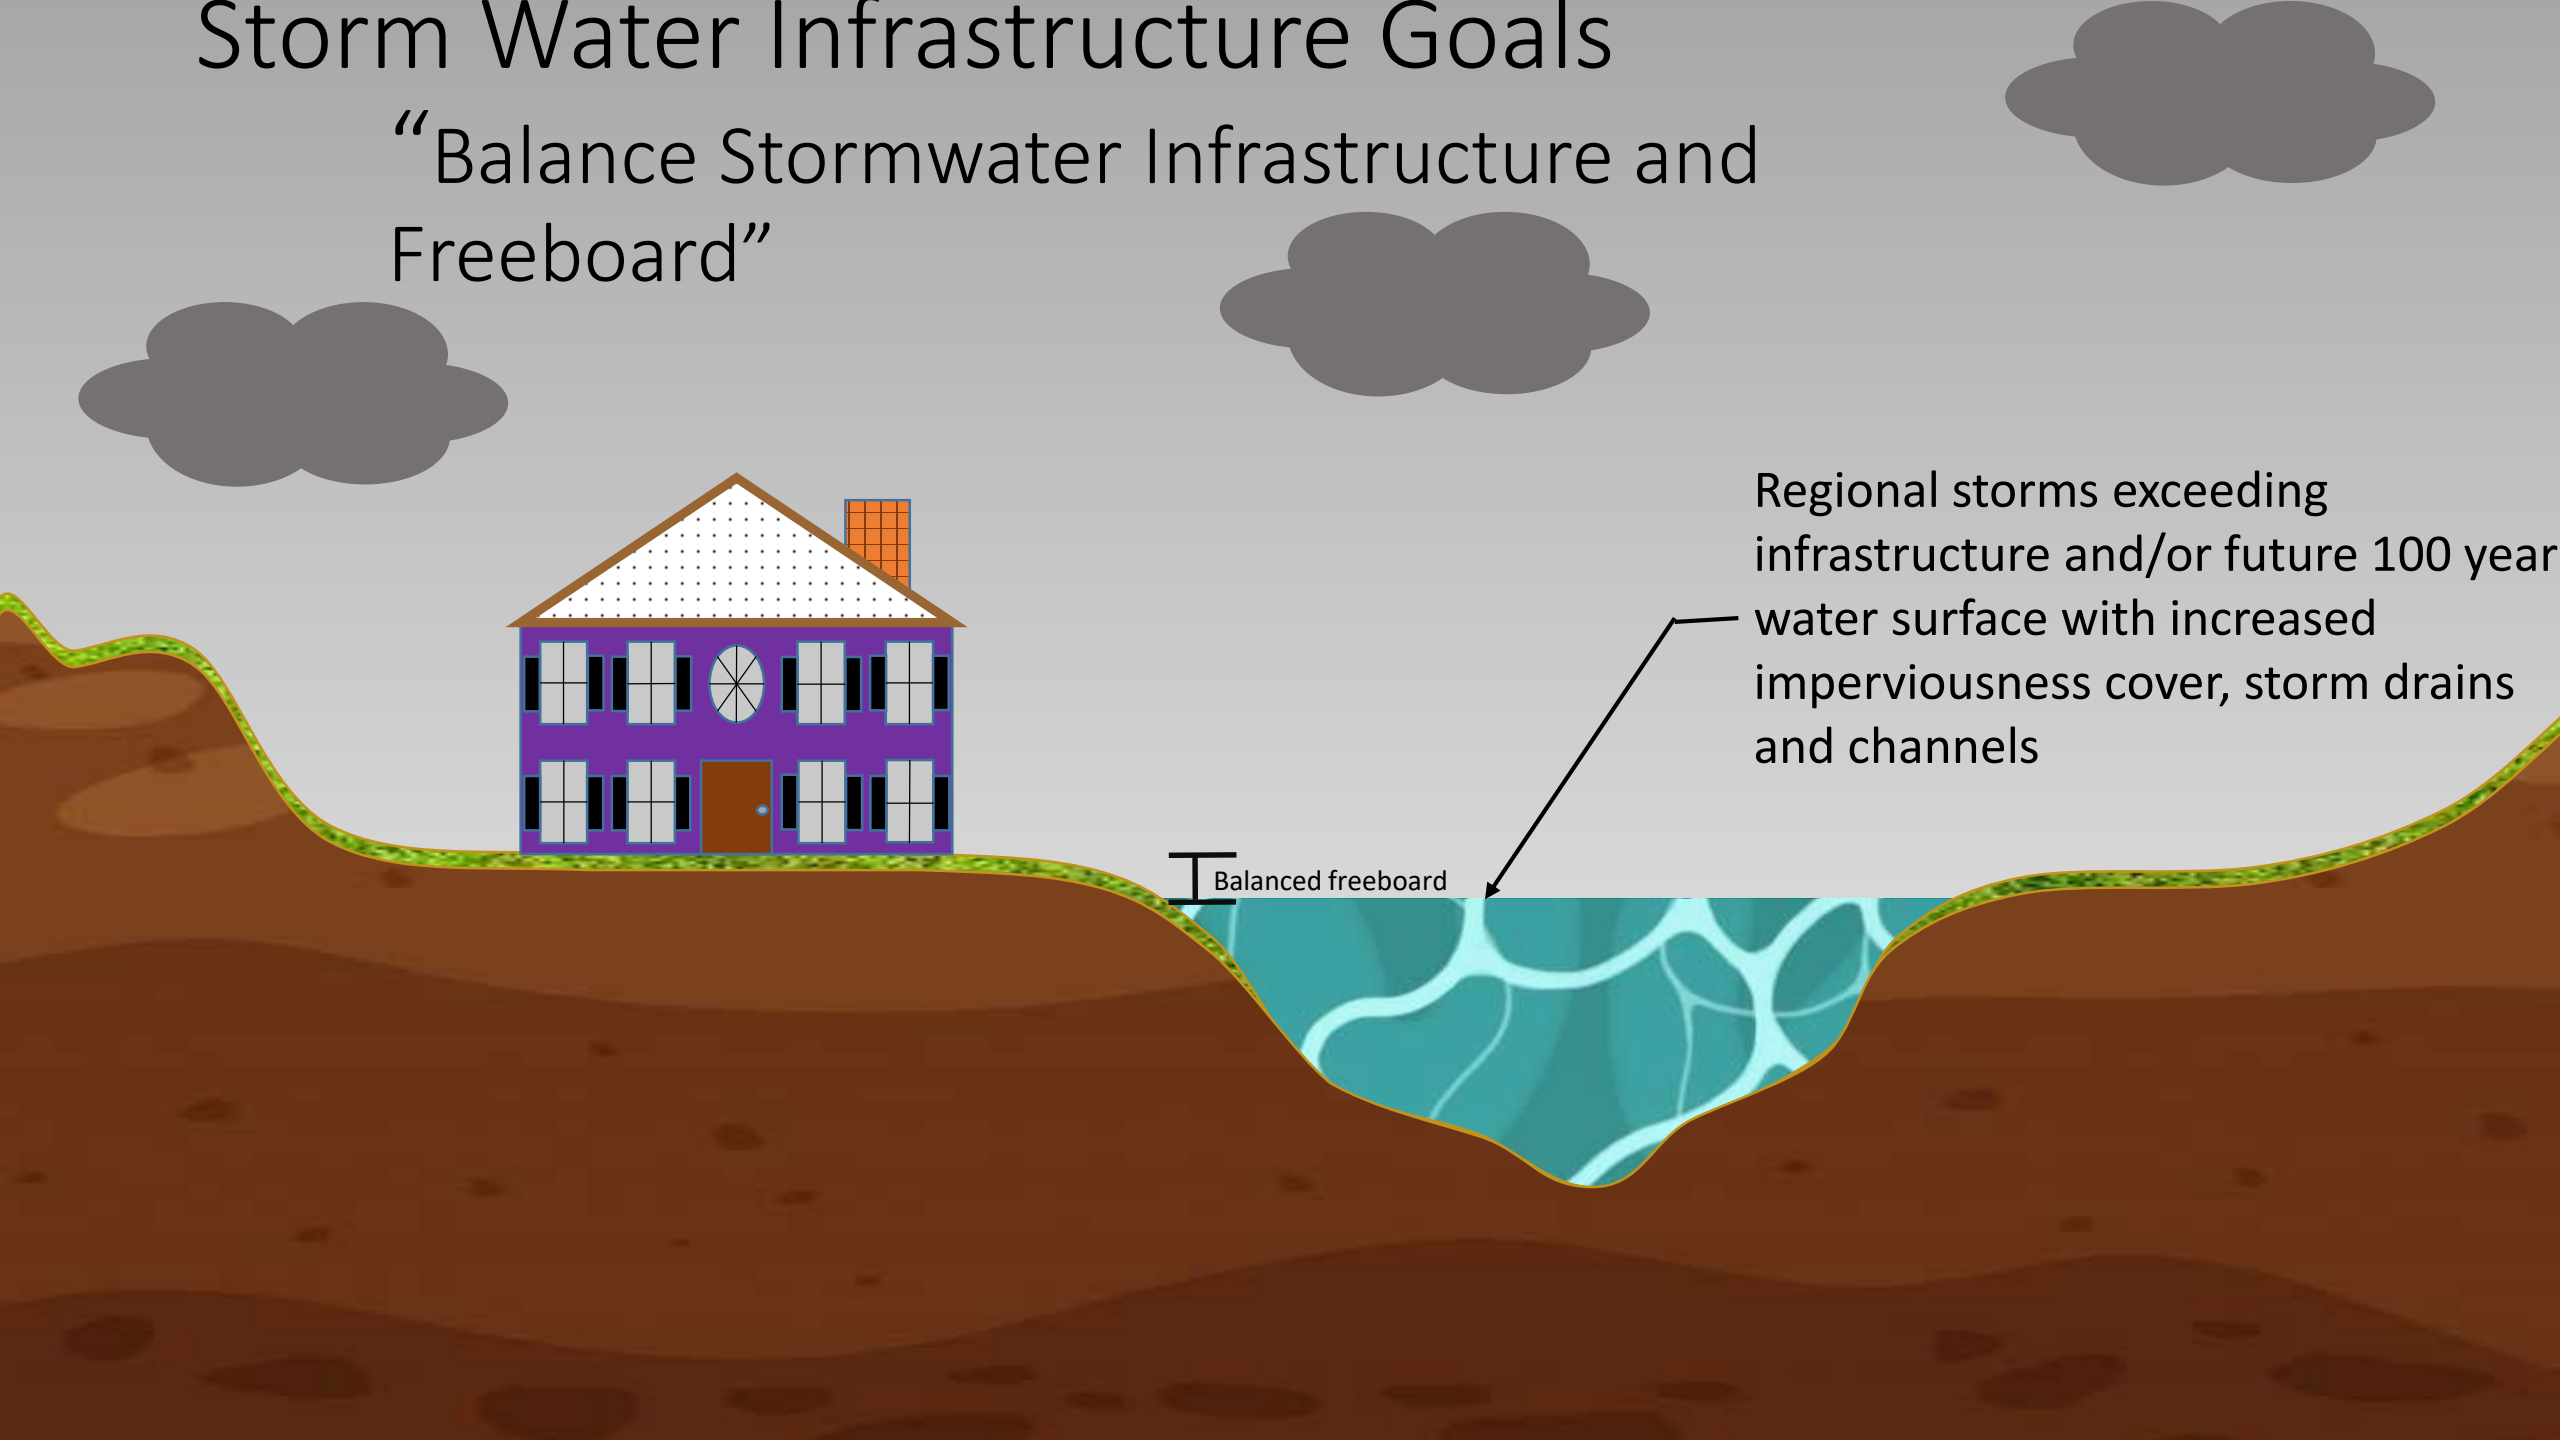 Storm Water Infrastructure Goals
“Balance Stormwater Infrastructure and
Freeboard”
Regional storms exceeding
infrastructure and/or future 100 year
water surface with increased
imperviousness cover, storm drains
and channels
Balanced freeboard